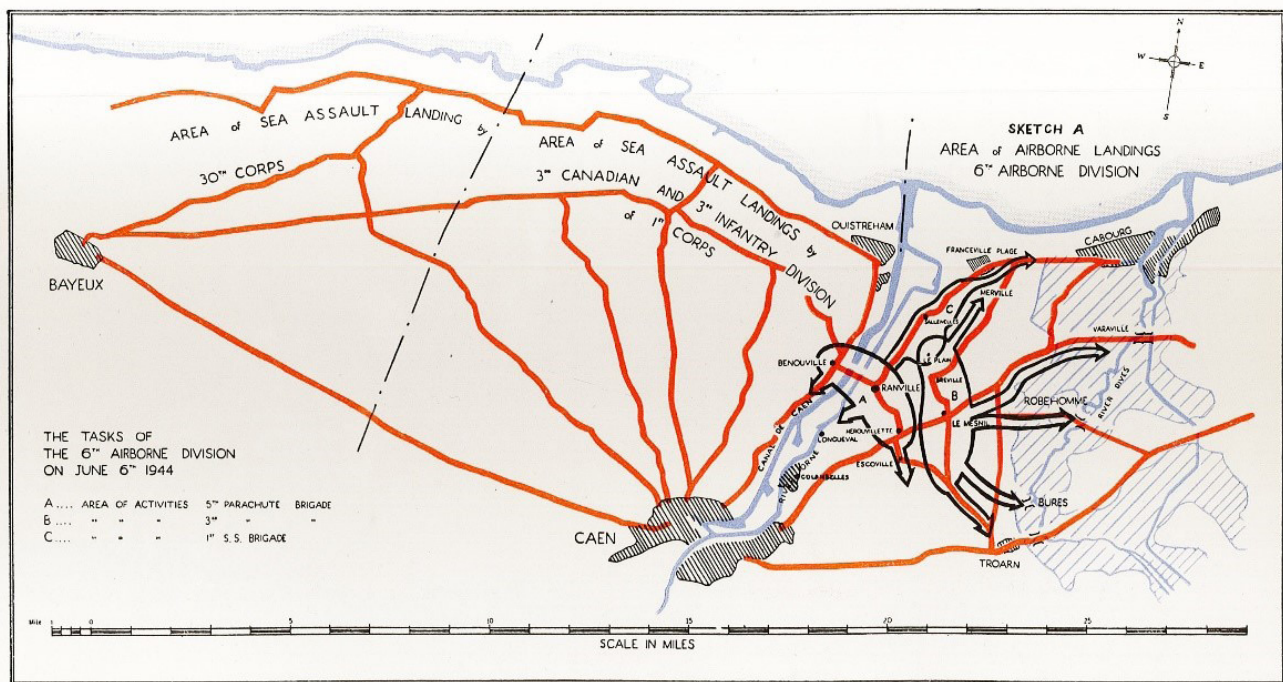 N
W E
S
SKETCH A
AREA of AIRBORNE LANDINGS
6TH AIRBORNE DIVISION
AREA of SEA ASSAULT LANDING by
30TH CORPS
AREA of SEA ASSAULT LANDINGS by
3RD CANADIAN AND 3RD INFANTRY DIVISION
of 1ST CORPS
OUISTREHAM
FRANCEVILLE PLAGE
CABOURG
BAYEUX
MERVILLE
C
SALLENELLES
LE PLAIN
VARAVILLE
BENOUVILLE
RANVILLE
BREVILLE
A
B
ROBEHOMME
RIVER DIVES
LE MESNIL
HEROUVILLETTE
LONGUEVAL
CANAL DE CAEN
RIVER ORNE
ESCOVILLE
COLAMBELLES
BURES
CAEN
TROARN
THE TASKS OF
THE 6TH AIRBORNE DIVISION
ON JUNE 6TH 1944
A.... AREA OF ACTIVITIES 5TH PARACHUTE BRIGADE
B.... " " " 3RD " "
C.... " " " 1ST S.S. BRIGADE
Mile 1 0 5 10 15 20 25
SCALE IN MILES